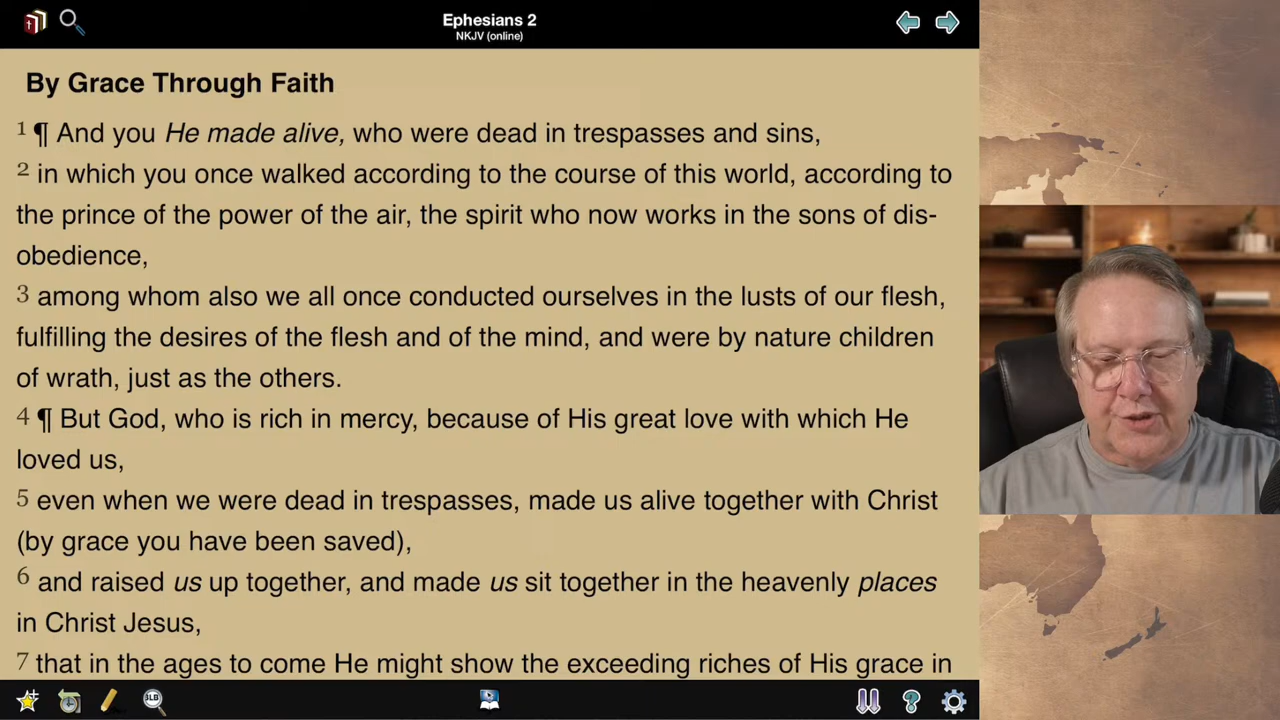 Ephesians 2
NKJV (online)
By Grace Through Faith
1 ¶ And you He made alive, who were dead in trespasses and sins,
2 in which you once walked according to the course of this world, according to
the prince of the power of the air, the spirit who now works in the sons of dis-
obedience,
3 among whom also we all once conducted ourselves in the lusts of our flesh,
fulfilling the desires of the flesh and of the mind, and were by nature children
of wrath, just as the others.
4 ¶ But God, who is rich in mercy, because of His great love with which He
loved us,
5 even when we were dead in trespasses, made us alive together with Christ
(by grace you have been saved),
6 and raised us up together, and made us sit together in the heavenly places
in Christ Jesus,
7 that in the ages to come He might show the exceeding riches of His grace in
3LB